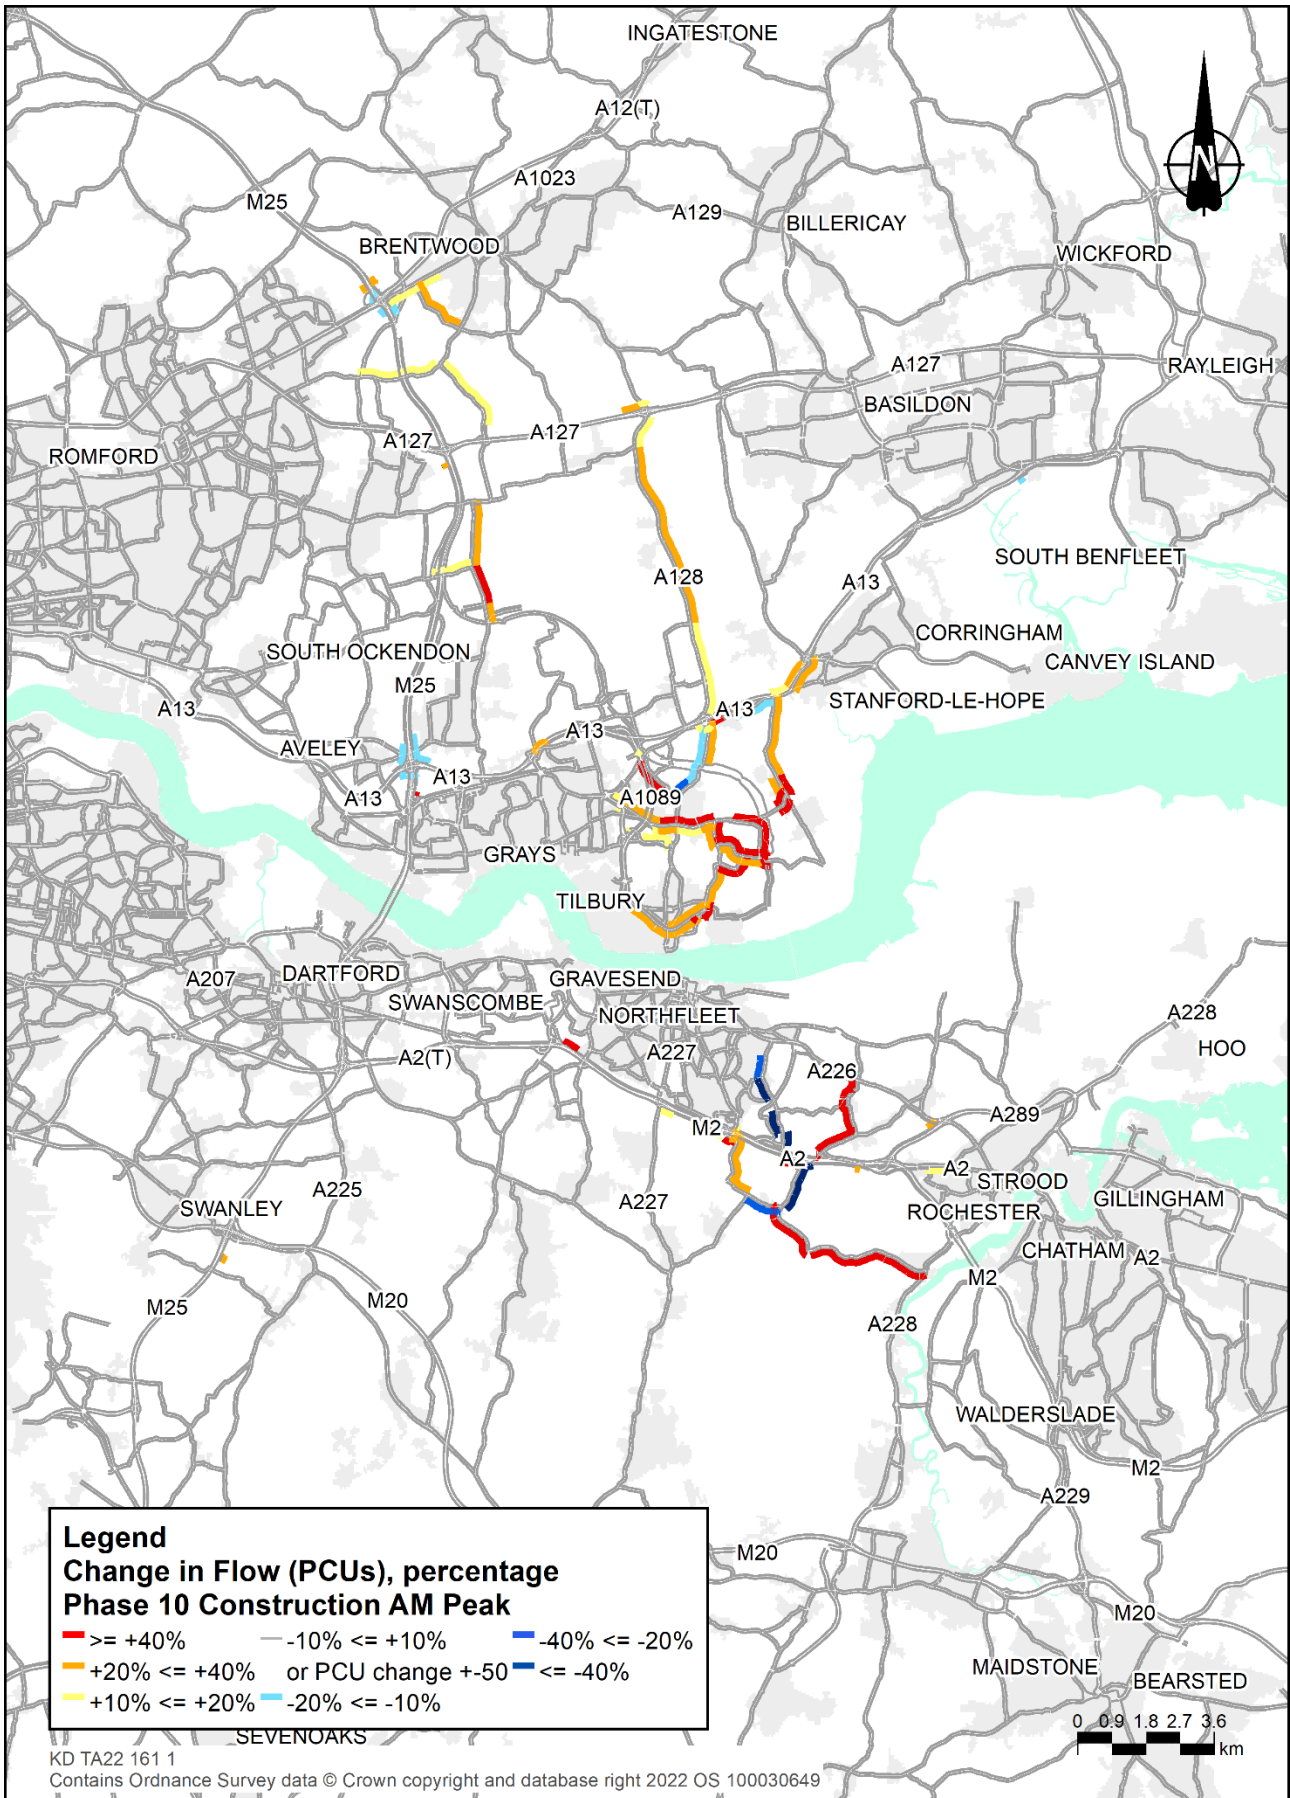 INGATESTONE
A12(T)
A1023
M25
A129
BILLERICAY
BRENTWOOD
WICKFORD
N
A127
RAYLEIGH
BASILDON
A127
A127
ROMFORD
SOUTH BENFLEET
A128
A13
CORRINGHAM
SOUTH OCKENDON
CANVEY ISLAND
M25
STANFORD-LE-HOPE
A13
A13
A13
AVELEY
A13
A13
A1089
GRAYS
TILBURY
A207
DARTFORD
GRAVESEND
SWANSCOMBE
NORTHFLEET
A228
HOO
A2(T)
A227
A226
A289
M2
A2
A2
STROOD
A225
SWANLEY
A227
GILLINGHAM
ROCHESTER
CHATHAM
A2
M2
M25
M20
A228
WALDERSLADE
M2
A229
M20
M20
MAIDSTONE
BEARSTED
SEVENOAKS
Legend
Change in Flow (PCUs), percentage
Phase 10 Construction AM Peak
>= +40%
+20% <= +40%
+10% <= +20%
-10% <= +10%
or PCU change +-50
-20% <= -10%
-40% <= -20%
<= -40%
0 0.9 1.8 2.7 3.6
km
KD TA22 161 1
Contains Ordnance Survey data © Crown copyright and database right 2022 OS 100030649